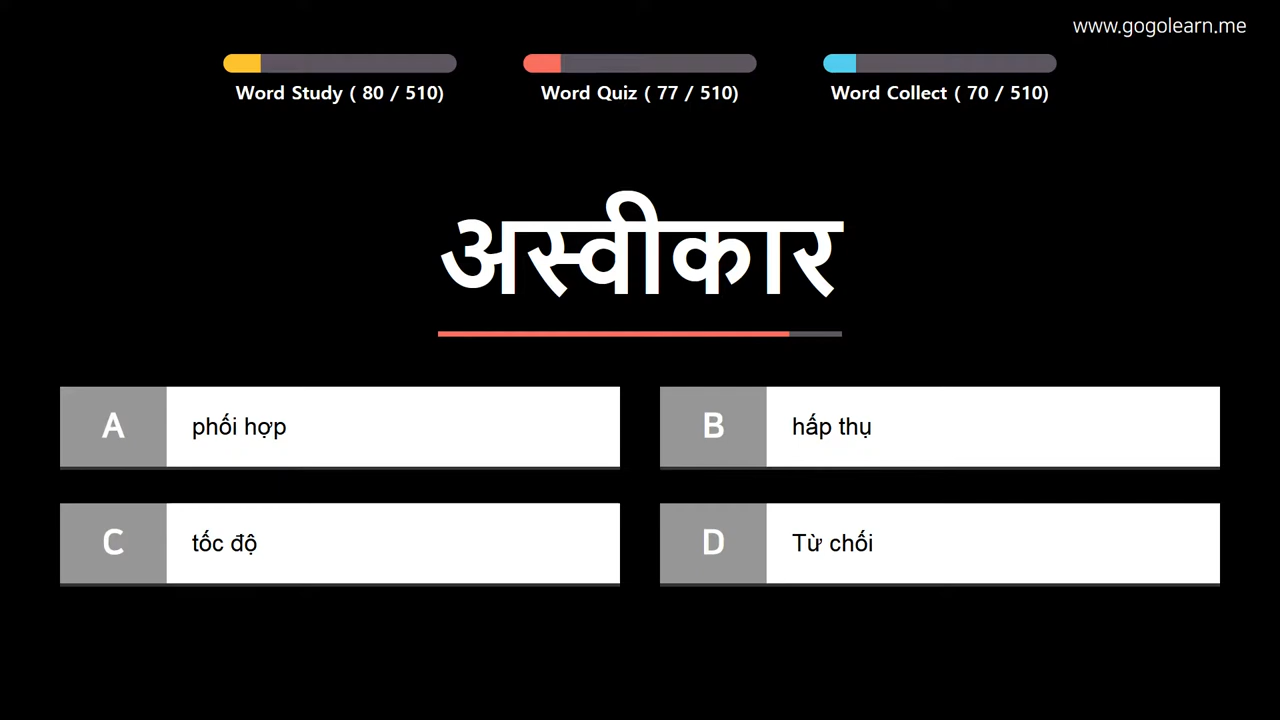 www.gogolearn.me
Word Study ( 80 / 510)
Word Quiz ( 77 / 510)
Word Collect ( 70 / 510)
अस्वीकार
A phối hợp
B hấp thụ
C tốc độ
D Từ chối